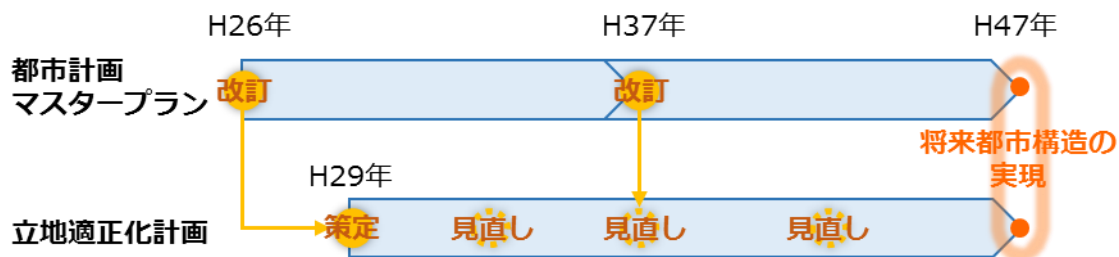 H26年
H37年
H47年
都市計画
マスタープラン
改訂
改訂
将来都市構造の
実現
H29年
立地適正化計画
策定
見直し
見直し
見直し